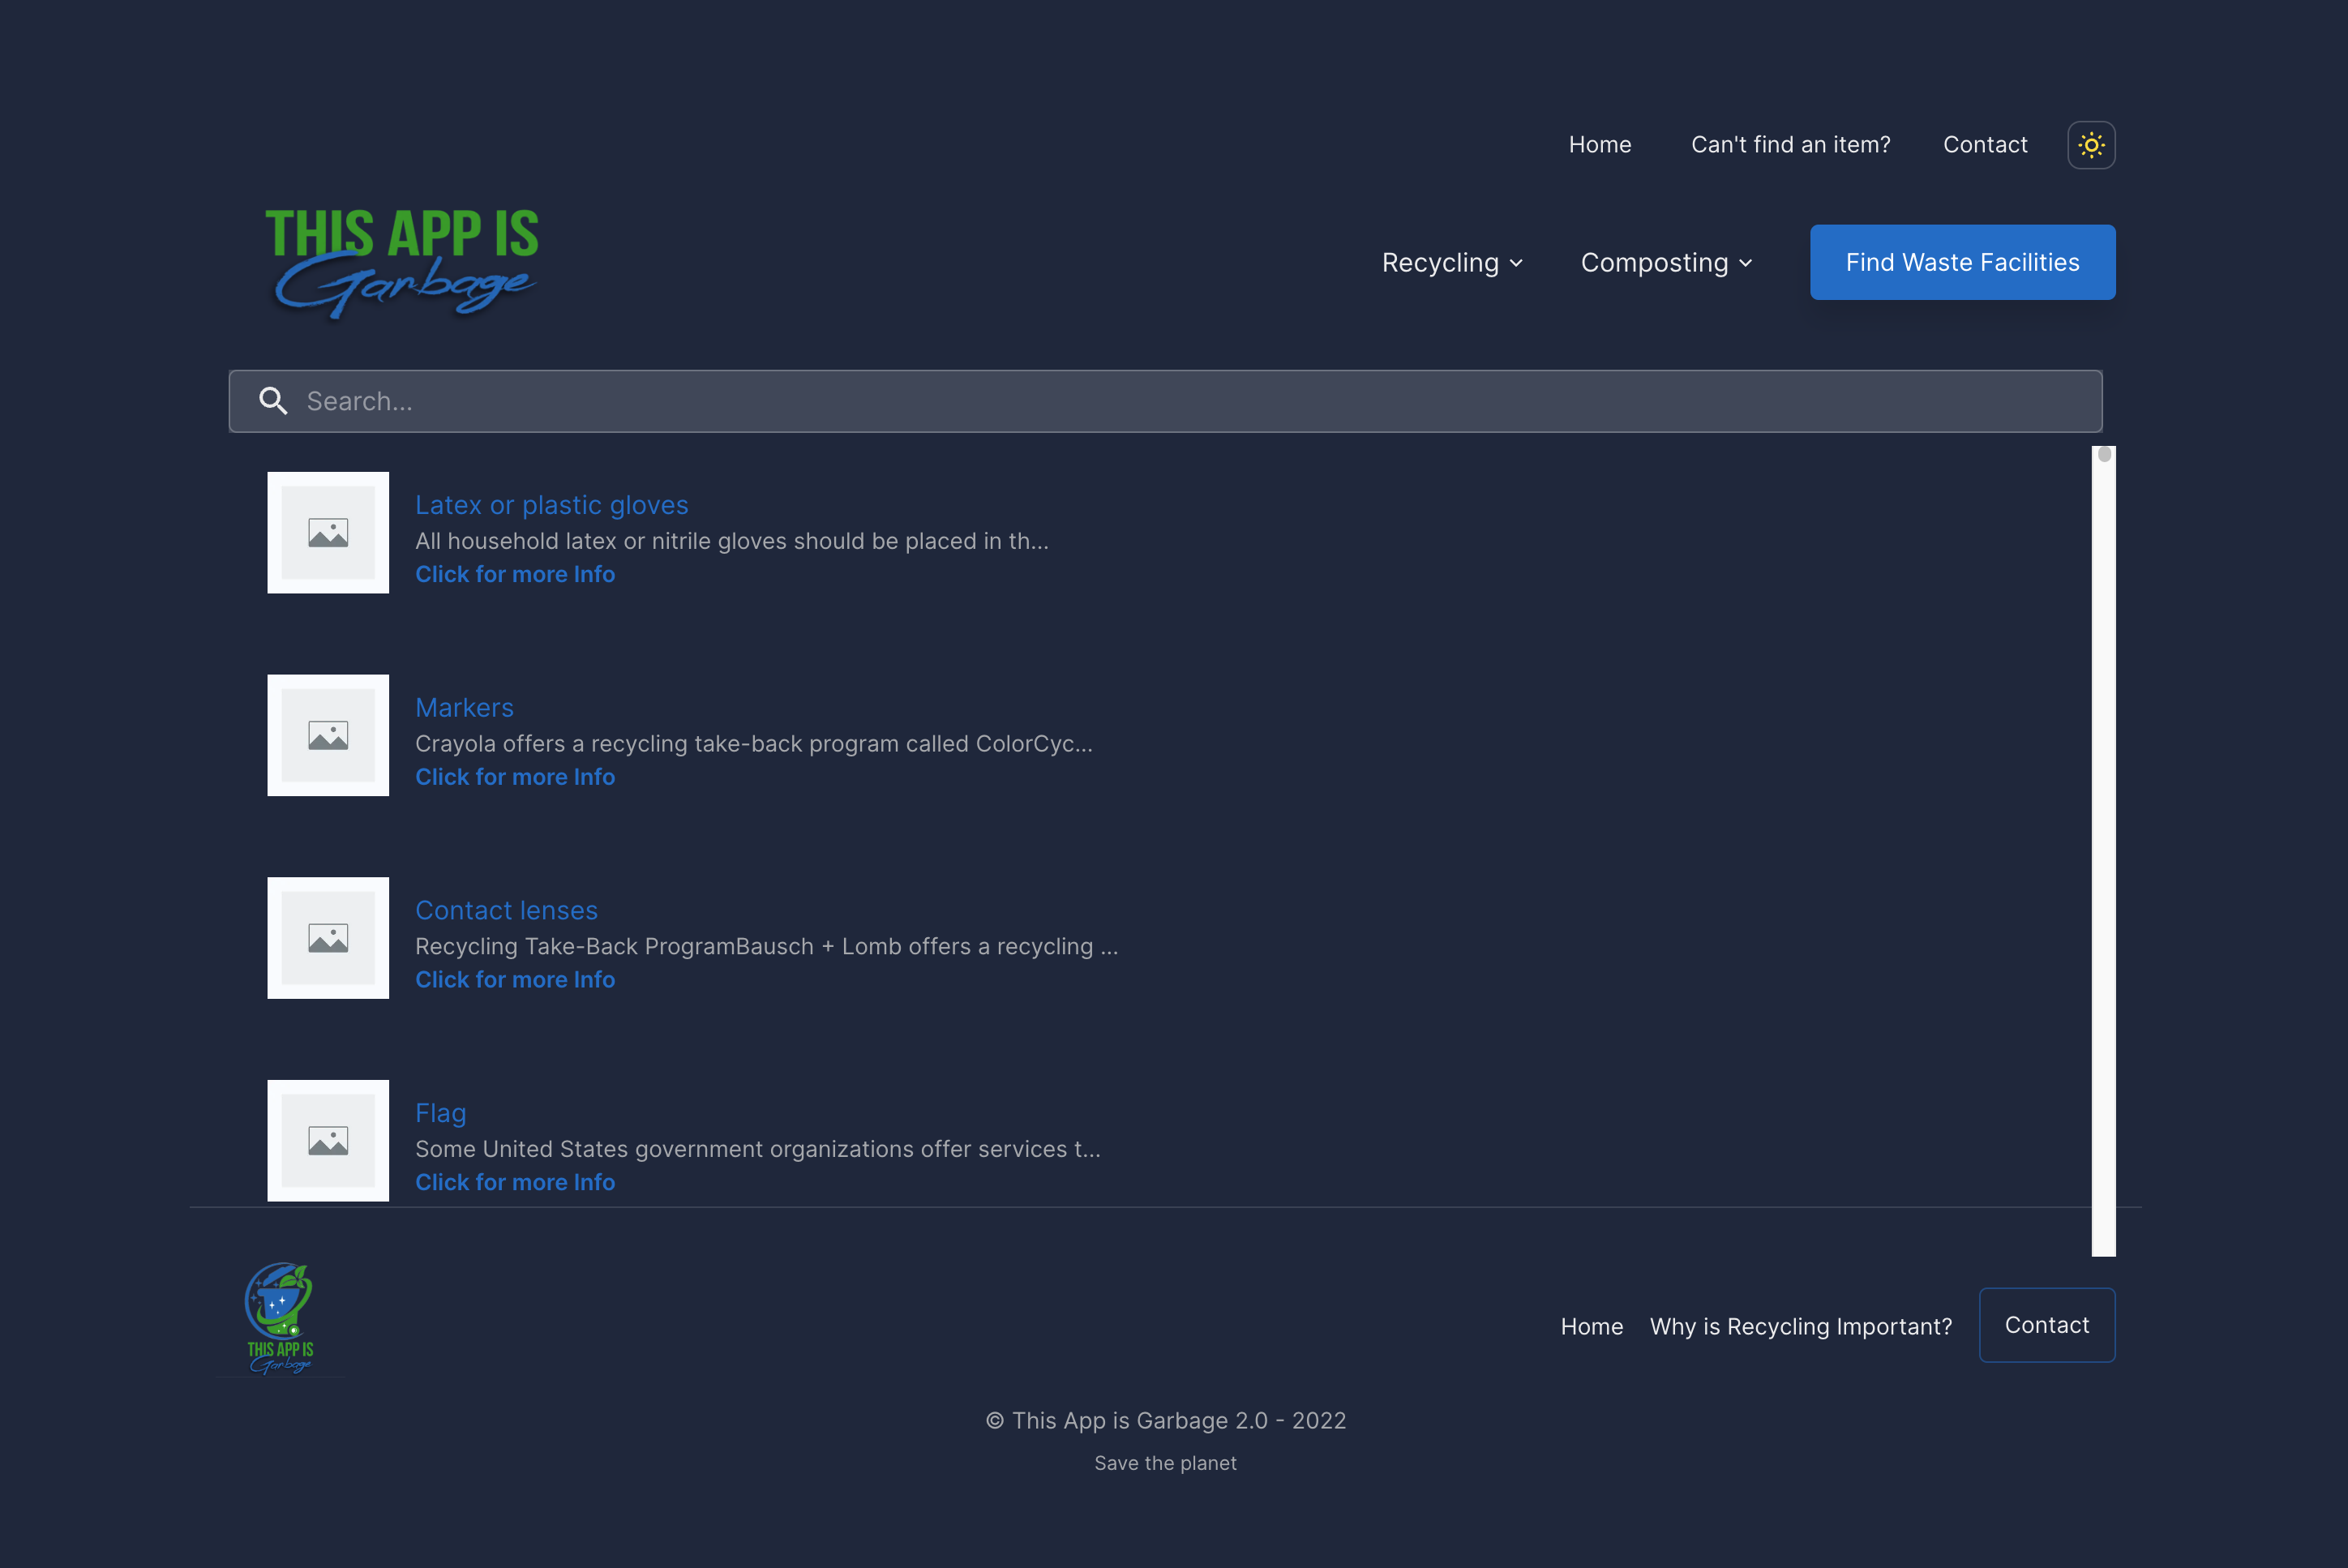 Home Can't find an item? Contact
THIS APP IS
Garbage
Recycling Composting Find Waste Facilities
Search...
Latex or plastic gloves
All household latex or nitrile gloves should be placed in th...
Click for more Info
Markers
Crayola offers a recycling take-back program called ColorCyc...
Click for more Info
Contact lenses
Recycling Take-Back ProgramBausch + Lomb offers a recycling ...
Click for more Info
Flag
Some United States government organizations offer services t...
Click for more Info
THIS APP IS
Garbage
Home Why is Recycling Important? Contact
© This App is Garbage 2.0 - 2022
Save the planet